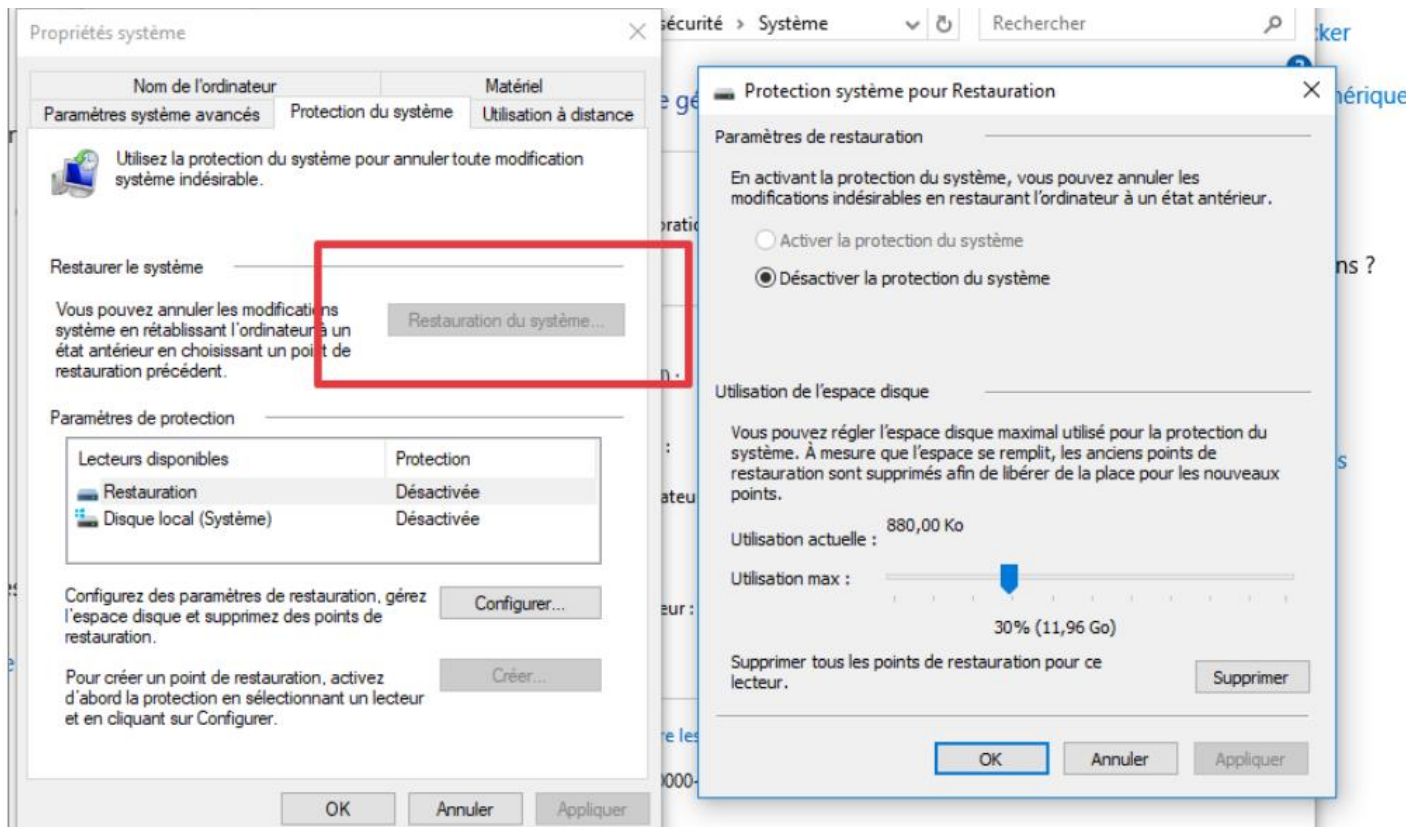 Propriétés système
Nom de l'ordinateur
Matériel
Paramètres système avancés
Protection du système
Utilisation à distance
Utilisez la protection du système pour annuler toute modification
système indésirable.
Restaurer le système
Vous pouvez annuler les modifications
système en rétablissant l'ordinateur à un
état antérieur en choisissant un point de
restauration précédent.
Restauration du système...
Paramètres de protection
Lecteurs disponibles
Protection
Restauration
Désactivée
Disque local (Système)
Désactivée
Configurez des paramètres de restauration, gérez
l'espace disque et supprimez des points de
restauration.
Configurer...
Pour créer un point de restauration, activez
d'abord la protection en sélectionnant un lecteur
et en cliquant sur Configurer.
Créer...
OK
Annuler
Appliquer
sécurité > Système
Rechercher
cker
e gé
nérique
oratio
ns ?
s
ateu
eur :
re les
0000-
Protection système pour Restauration
Paramètres de restauration
En activant la protection du système, vous pouvez annuler les
modifications indésirables en restaurant l'ordinateur à un état antérieur.
Activer la protection du système
Désactiver la protection du système
Utilisation de l'espace disque
Vous pouvez régler l'espace disque maximal utilisé pour la protection du
système. À mesure que l'espace se remplit, les anciens points de
restauration sont supprimés afin de libérer de la place pour les nouveaux
points.
Utilisation actuelle :
880,00 Ko
Utilisation max :
30% (11,96 Go)
Supprimer tous les points de restauration pour ce
lecteur.
Supprimer
OK
Annuler
Appliquer